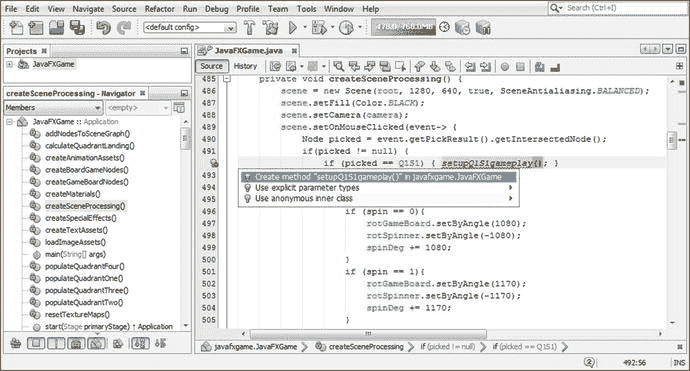 File Edit View Navigate Source Refactor Run Debug Profile Team Tools Window Help
Search (Ctrl+I)
<default config>
478.0/768.0MB
Projects
JavaFXGame
createSceneProcessing - Navigator
Members
<empty>
JavaFXGame :: Application
addNodesToSceneGraph()
calculateQuadrantLanding()
createAnimationAssets()
createBoardGameNodes()
createGameBoardNodes()
createMaterials()
createSceneProcessing()
createSpecialEffects()
createTextAssets()
loadImageAssets()
main(String[] args)
populateQuadrantFour()
populateQuadrantOne()
populateQuadrantThree()
populateQuadrantTwo()
resetTextureMaps()
start(Stage primaryStage) ↑ Application
JavaFXGame.java
Source History
485 private void createSceneProcessing() {
486 scene = new Scene(root, 1280, 640, true, SceneAntialiasing.BALANCED);
487 scene.setFill(Color.BLACK);
488 scene.setCamera(camera);
489 scene.setOnMouseClicked(event-> {
490 Node picked = event.getPickResult().getIntersectedNode();
491 if(picked != null) {
if (picked == Q1S1) { setupQ1S1gameplay(); }
493
Create method "setupQ1S1gameplay()" in javafxgame.JavaFXGame
494
Use explicit parameter types
495
Use anonymous inner class
496 if (spin == 0){
497 rotGameBoard.setByAngle(1080);
498 rotSpinner.setByAngle(-1080);
499 spinDeg += 1080;
500 }
501 if (spin == 1){
502 rotGameBoard.setByAngle(1170);
503 rotSpinner.setByAngle(-1170);
504 spinDeg += 1170;
505 }
javafxgame.JavaFXGame
createSceneProcessing
if (picked != null)
if (picked == Q1S1)
2
492:56
INS